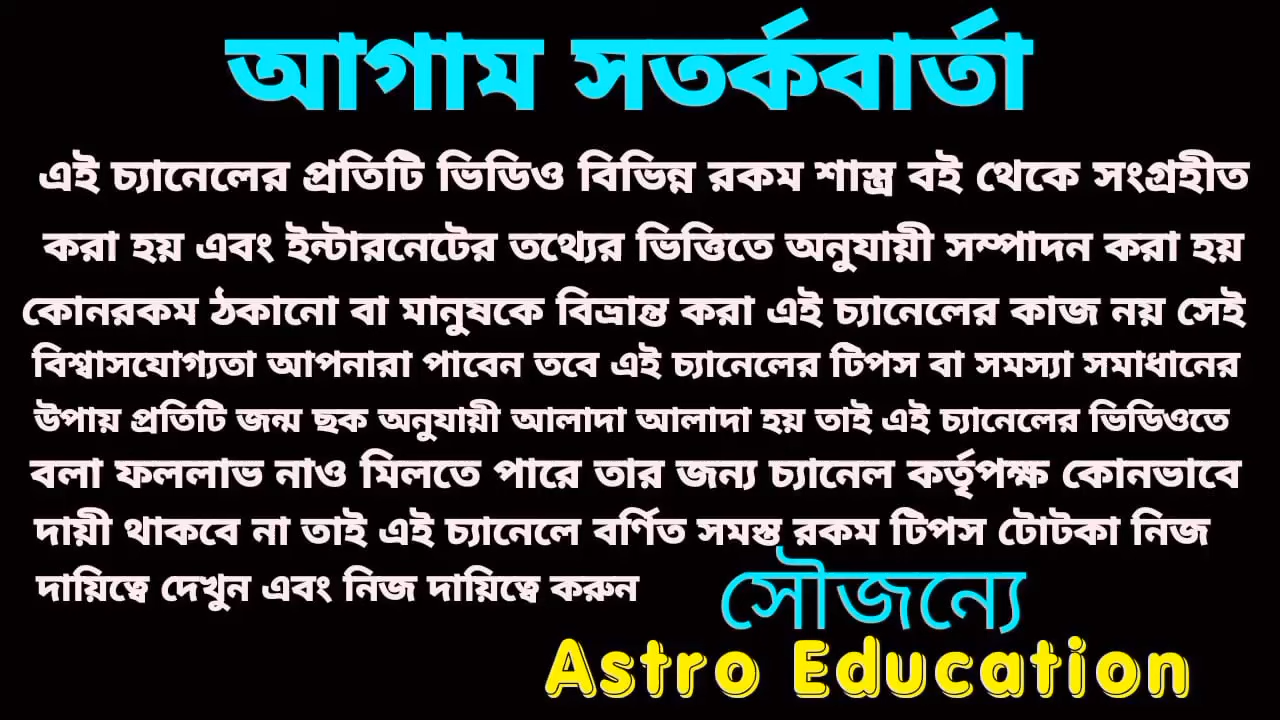 আগাম সতর্কবার্তা
এই চ্যানেলের প্রতিটি ভিডিও বিভিন্ন রকম শাস্ত্র বই থেকে সংগ্রহীত
করা হয় এবং ইন্টারনেটের তথ্যের ভিত্তিতে অনুযায়ী সম্পাদন করা হয়
কোনরকম ঠকানো বা মানুষকে বিভ্রান্ত করা এই চ্যানেলের কাজ নয় সেই
বিশ্বাসযোগ্যতা আপনারা পাবেন তবে এই চ্যানেলের টিপস বা সমস্যা সমাধানের
উপায় প্রতিটি জন্ম ছক অনুযায়ী আলাদা আলাদা হয় তাই এই চ্যানেলের ভিডিওতে
বলা ফললাভ নাও মিলতে পারে তার জন্য চ্যানেল কর্তৃপক্ষ কোনভাবে
দায়ী থাকবে না তাই এই চ্যানেলে বর্ণিত সমস্ত রকম টিপস টোটকা নিজ
দায়িত্বে দেখুন এবং নিজ দায়িত্বে করুন
সৌজন্যে
Astro Education